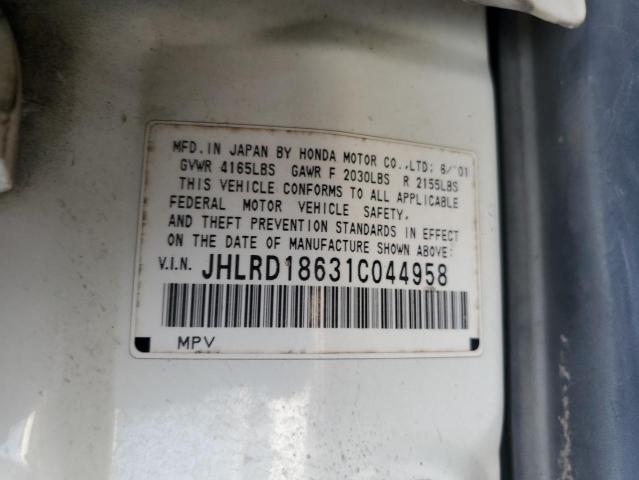 MFD. IN JAPAN BY HONDA MOTOR CO., LTD; 6/'01
GVWR 4165LBS GAWR F 2030LBS R 2155LBS
THIS VEHICLE CONFORMS TO ALL APPLICABLE
FEDERAL MOTOR VEHICLE SAFETY,
AND THEFT PREVENTION STANDARDS IN EFFECT
ON THE DATE OF MANUFACTURE SHOWN ABOVE:
V.I.N. JHLRD18631C044958
MPV